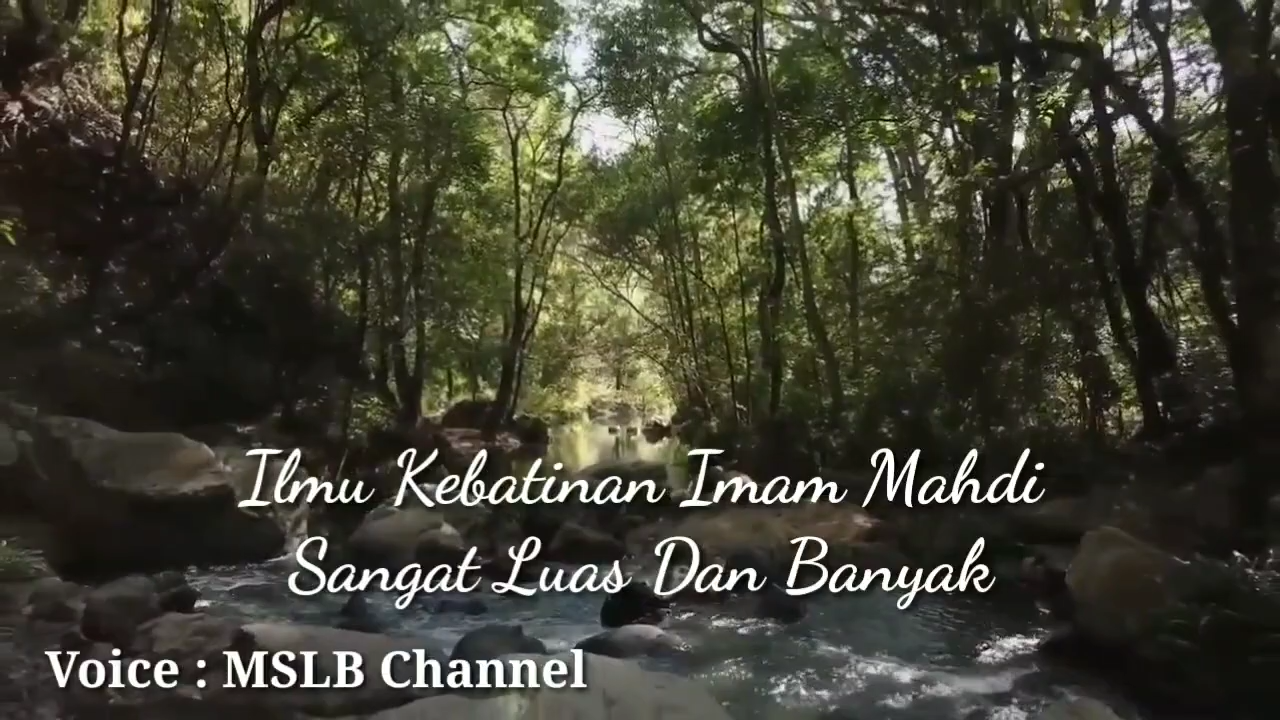 Ilmu Kebatinan Imam Mahdi
Sangat Luas Dan Banyak
Voice : MSLB Channel